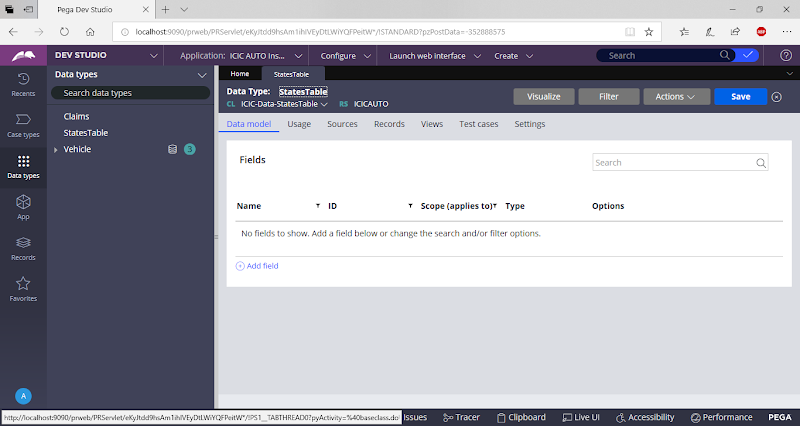 Pega Dev Studio
localhost:9090/prweb/PRServlet/eKyJtdd9hsAm1ihIVEyDtLWiYQFPeitW*/!STANDARD?pzPostData=-352888575
DEV STUDIO
Application: ICIC AUTO Ins...
Configure
Launch web interface
Create
Search
Recents
Case types
Data types
App
Records
Favorites
A
Data types
Search data types
Claims
StatesTable
Vehicle
3
Home
StatesTable
Data Type: StatesTable
CL ICIC-Data-StatesTable
RS ICICAUTO
Visualize
Filter
Actions
Save
Data model
Usage
Sources
Records
Views
Test cases
Settings
Fields
Search
Name
ID
Scope (applies to)
Type
Options
No fields to show. Add a field below or change the search and/or filter options.
Add field
http://localhost:9090/prweb/PRServlet/eKyJtdd9hsAm1ihIVEyDtLWiYQFPeitW*/!PS1__TABTHREAD0?pyActivity=%40baseclass.do
Issues
Tracer
Clipboard
Live UI
Accessibility
Performance
PEGA